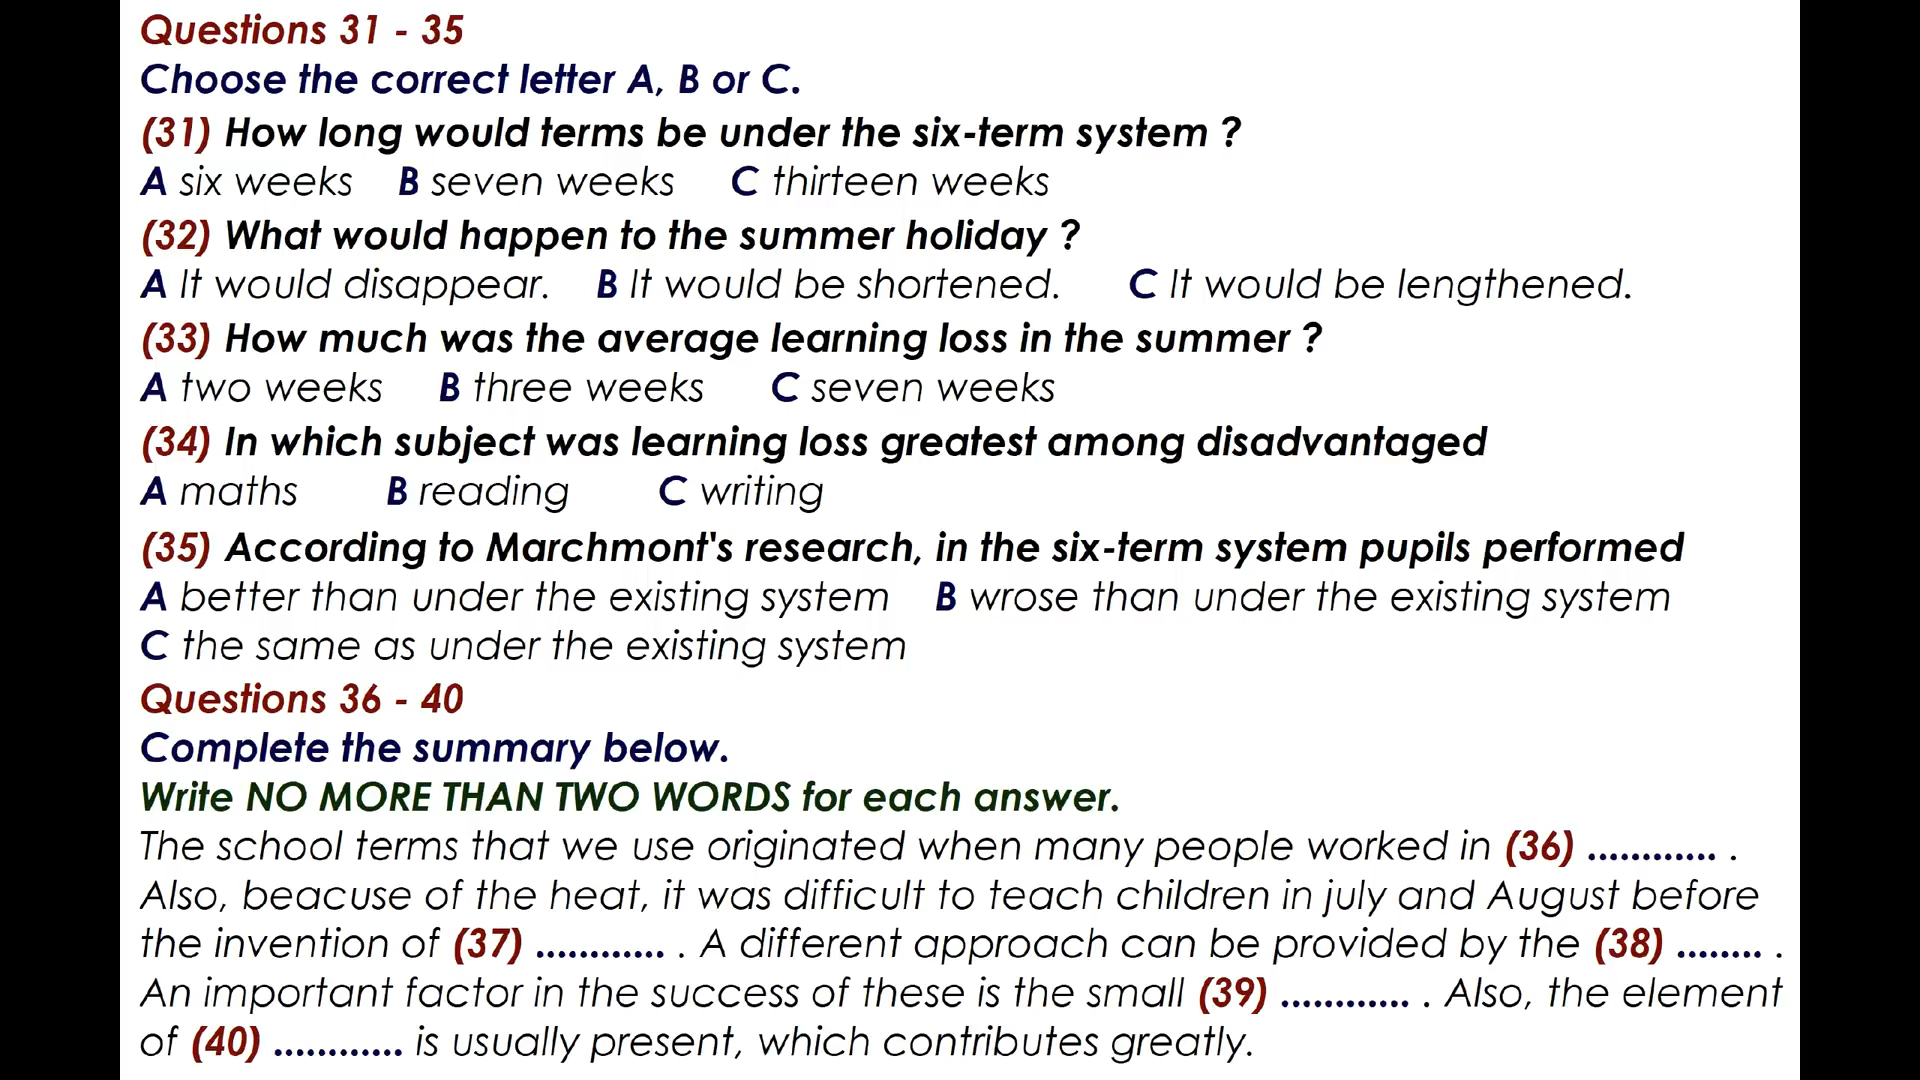 Questions 31 - 35
Choose the correct letter A, B or C.
(31) How long would terms be under the six-term system ?
A six weeks B seven weeks C thirteen weeks
(32) What would happen to the summer holiday ?
A It would disappear. B It would be shortened. C It would be lengthened.
(33) How much was the average learning loss in the summer ?
A two weeks B three weeks C seven weeks
(34) In which subject was learning loss greatest among disadvantaged
A maths B reading C writing
(35) According to Marchmont's research, in the six-term system pupils performed
A better than under the existing system B wrose than under the existing system
C the same as under the existing system
Questions 36 - 40
Complete the summary below.
Write NO MORE THAN TWO WORDS for each answer.
The school terms that we use originated when many people worked in (36) ............. .
Also, beacuse of the heat, it was difficult to teach children in july and August before
the invention of (37) ............. . A different approach can be provided by the (38) ........ .
An important factor in the success of these is the small (39) ............. . Also, the element
of (40) ............. is usually present, which contributes greatly.